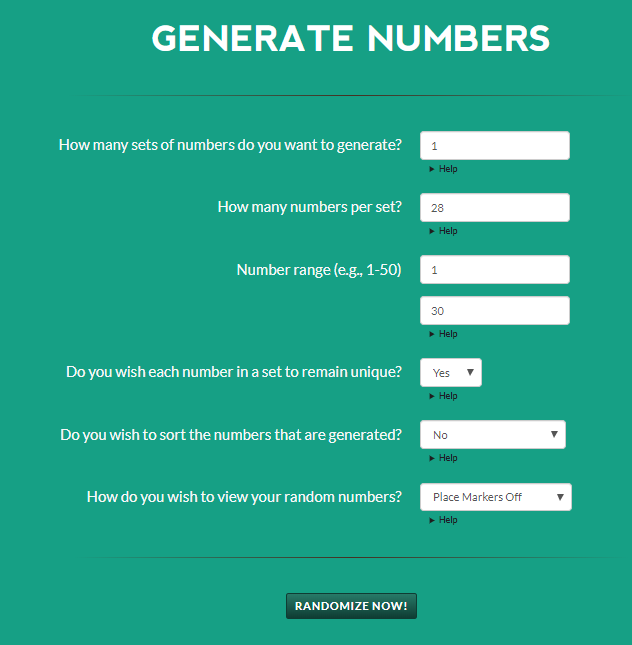 GENERATE NUMBERS
How many sets of numbers do you want to generate? 1
► Help
How many numbers per set? 28
► Help
Number range (e.g., 1-50) 1
30
► Help
Do you wish each number in a set to remain unique? Yes ▼
► Help
Do you wish to sort the numbers that are generated? No ▼
► Help
How do you wish to view your random numbers? Place Markers Off ▼
► Help
RANDOMIZE NOW!